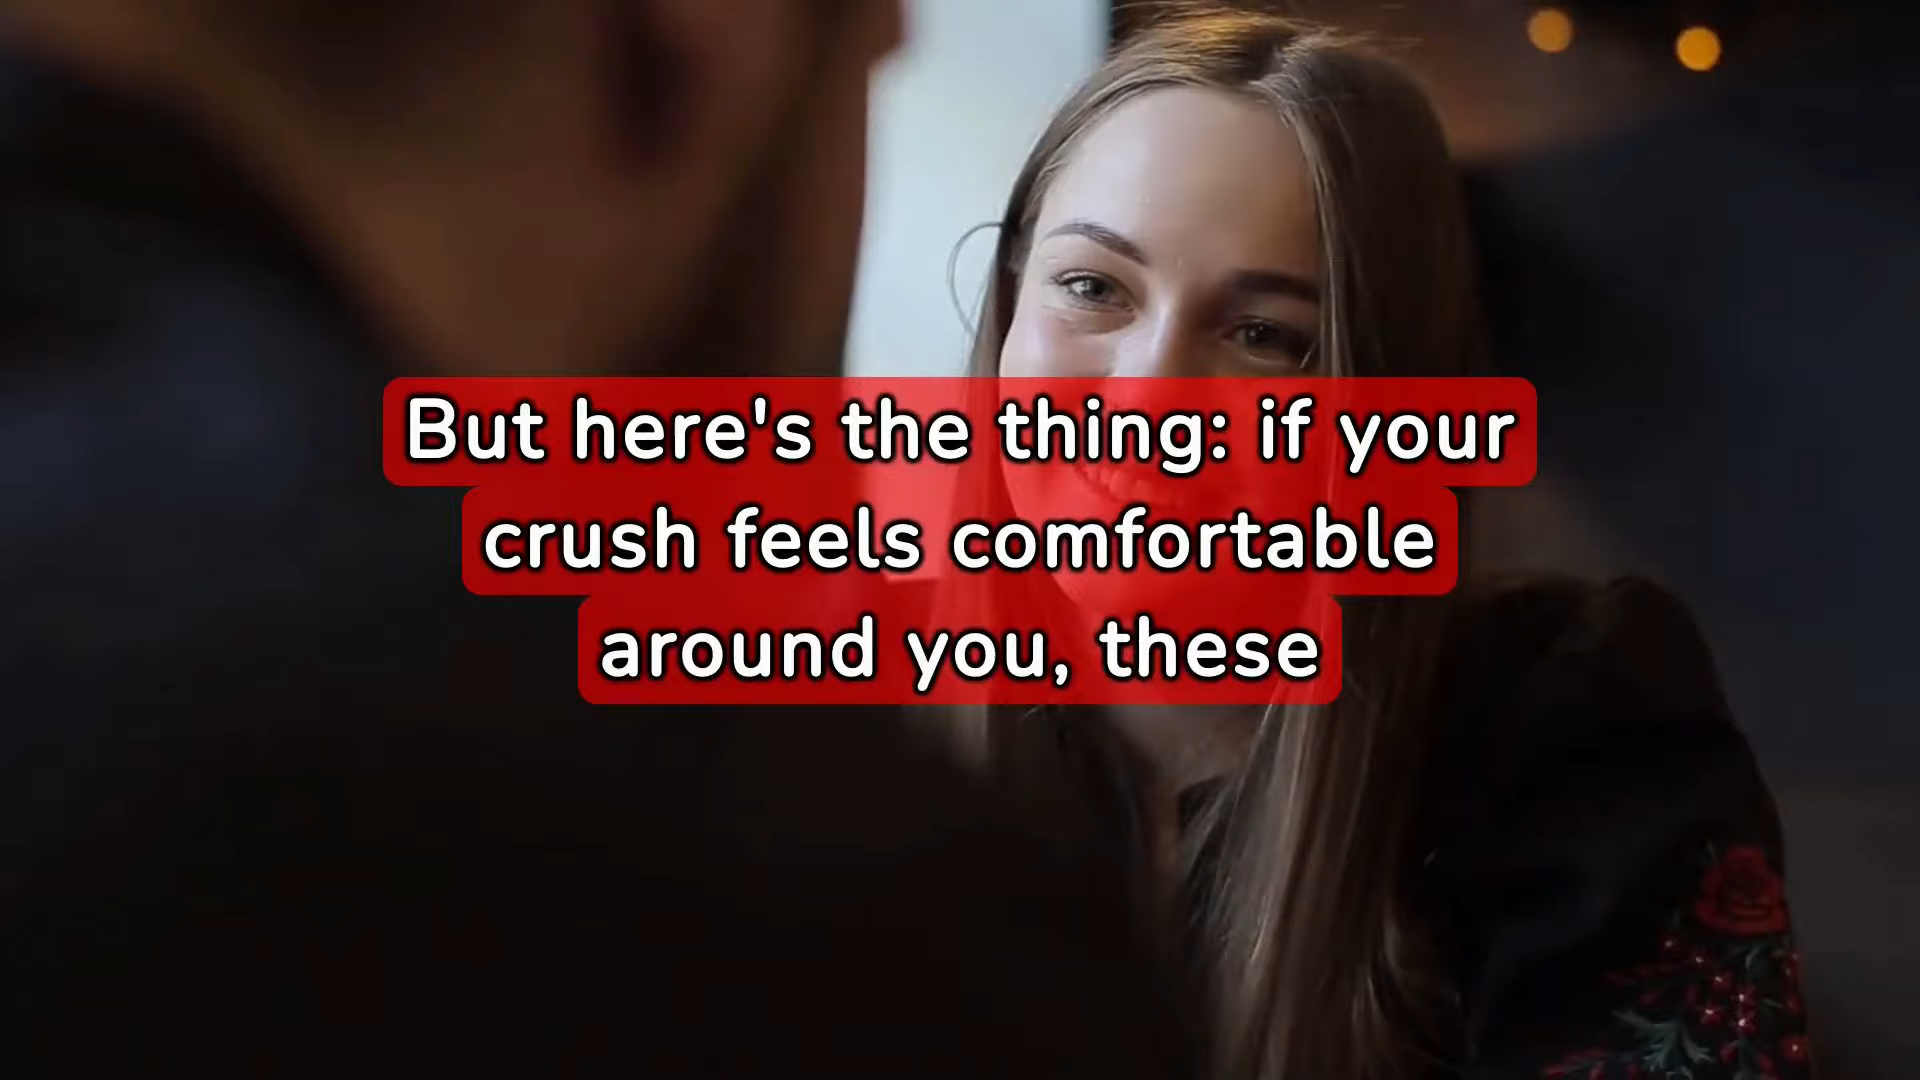 But here's the thing: if your
crush feels comfortable
around you, these